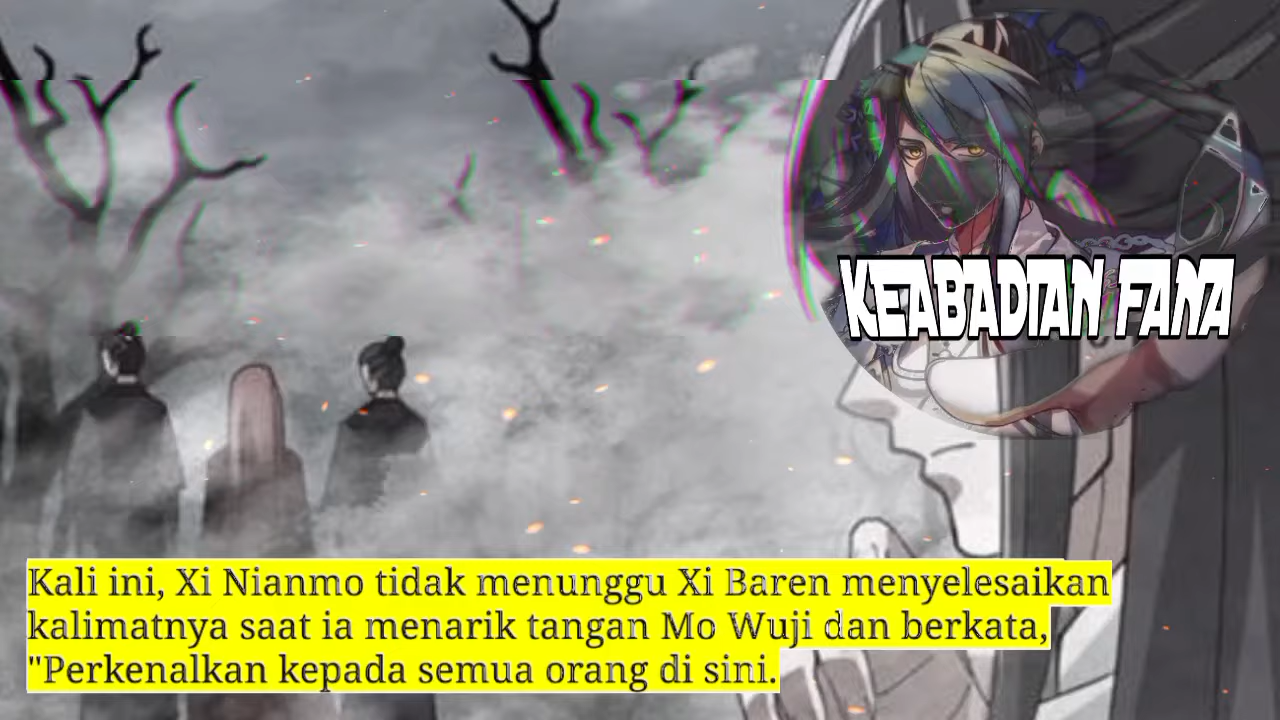 KEABADIAN FANA
Kali ini, Xi Nianmo tidak menunggu Xi Baren menyelesaikan
kalimatnya saat ia menarik tangan Mo Wuji dan berkata,
"Perkenalkan kepada semua orang di sini.